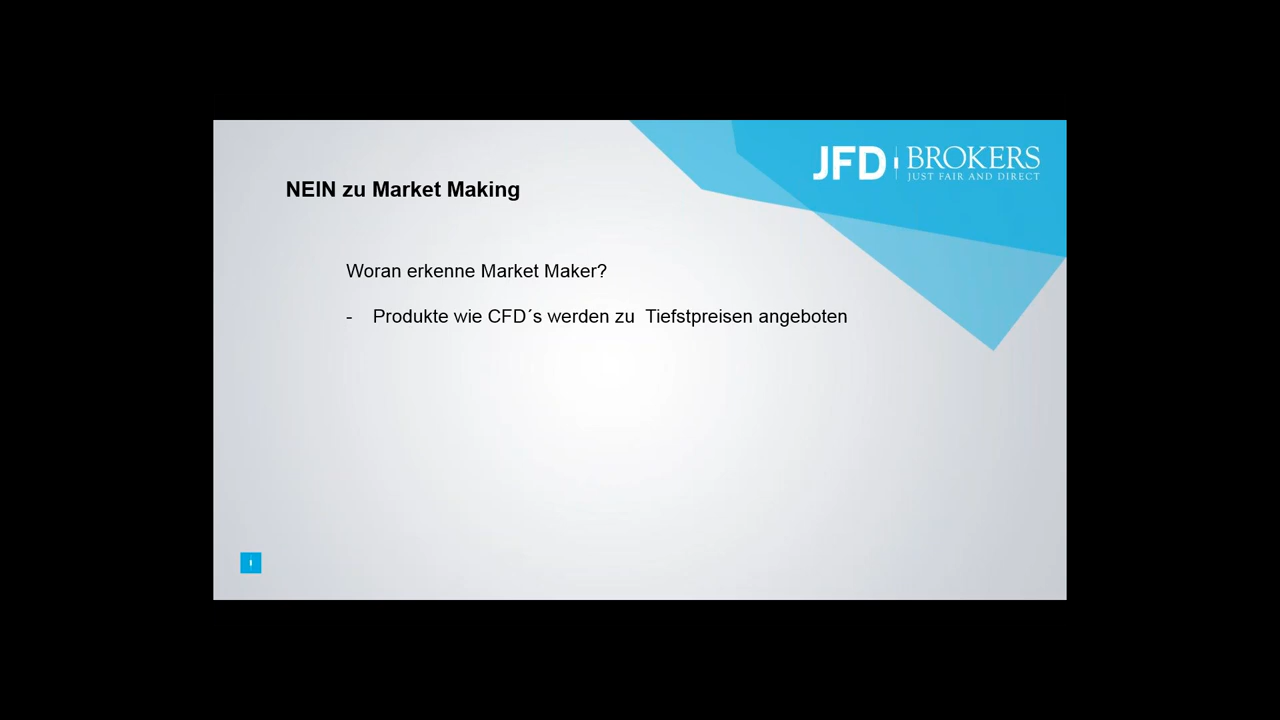 JFD BROKERS
JUST FAIR AND DIRECT
NEIN zu Market Making
Woran erkenne Market Maker?
- Produkte wie CFD´s werden zu  Tiefstpreisen angeboten